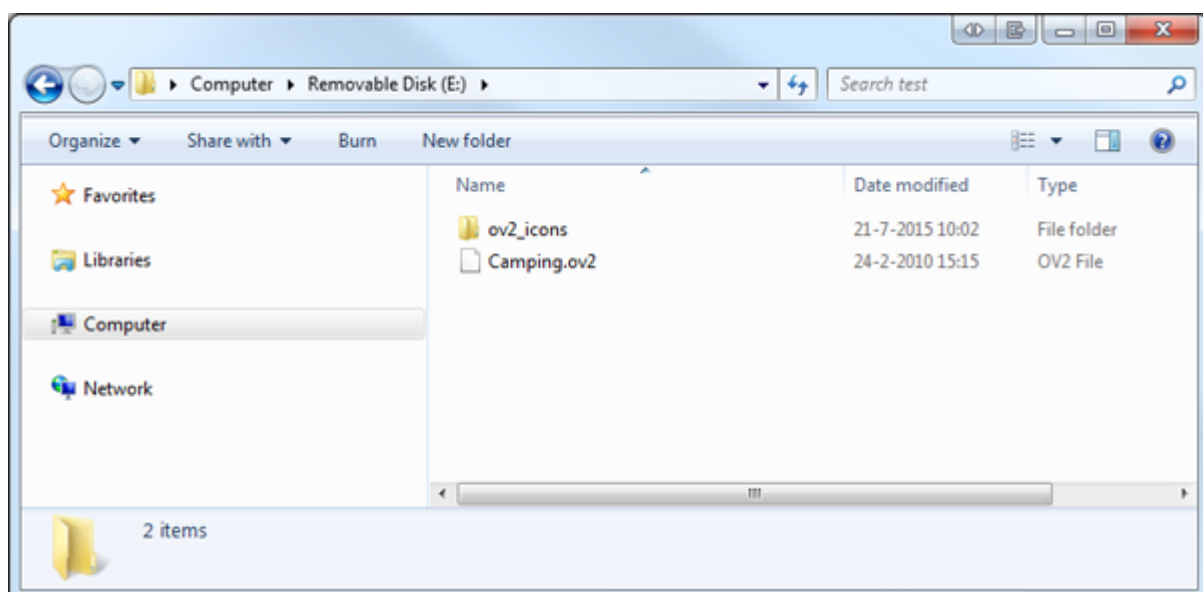 Computer Removable Disk (E:) Search test
Organize Share with Burn New folder
Favorites
Libraries
Computer
Network
Name Date modified Type
ov2_icons 21-7-2015 10:02 File folder
Camping.ov2 24-2-2010 15:15 OV2 File
2 items